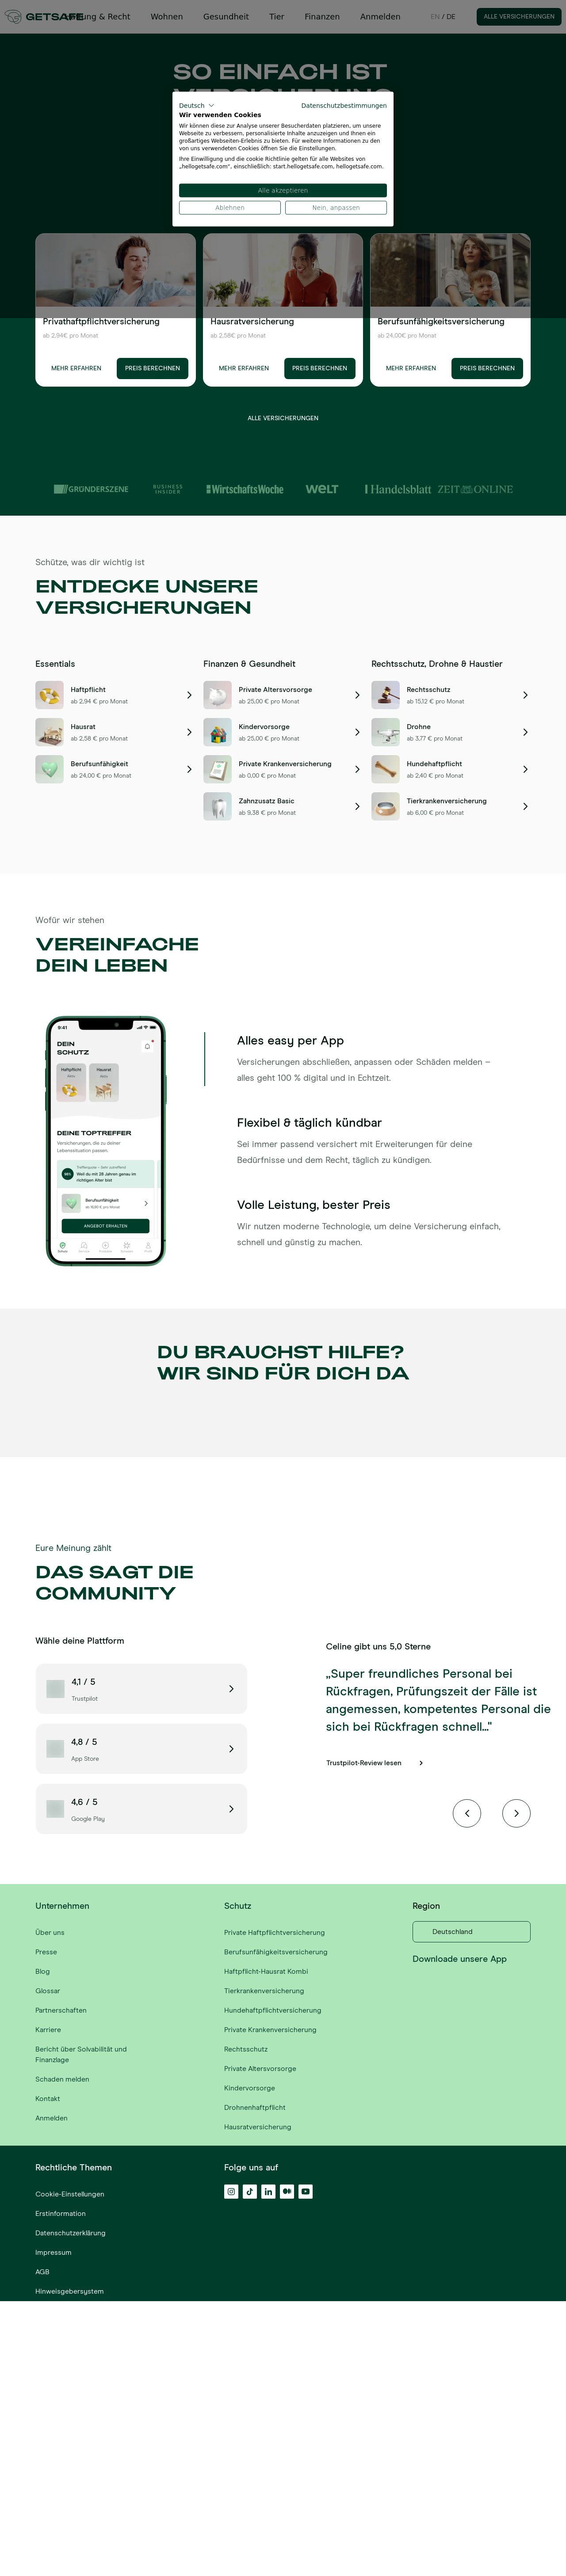 GETSAFE
Haftung & Recht
Wohnen
Gesundheit
Tier
Finanzen
Anmelden
EN / DE
ALLE VERSICHERUNGEN
SO EINFACH IST
Deutsch
Datenschutzbestimmungen
Wir verwenden Cookies
Wir können diese zur Analyse unserer Besucherdaten platzieren, um unsere
Webseite zu verbessern, personalisierte Inhalte anzuzeigen und Ihnen ein
großartiges Webseiten-Erlebnis zu bieten. Für weitere Informationen zu den
von uns verwendeten Cookies öffnen Sie die Einstellungen.
Ihre Einwilligung und die cookie Richtlinie gelten für alle Websites von
„hellogetsafe.com“, einschließlich: start.hellogetsafe.com, hellogetsafe.com.
Alle akzeptieren
Ablehnen
Nein, anpassen
Privathaftpflichtversicherung
ab 2,94€ pro Monat
MEHR ERFAHREN
PREIS BERECHNEN
Hausratversicherung
ab 2,58€ pro Monat
MEHR ERFAHREN
PREIS BERECHNEN
Berufsunfähigkeitsversicherung
ab 24,00€ pro Monat
MEHR ERFAHREN
PREIS BERECHNEN
ALLE VERSICHERUNGEN
GRÜNDERSZENE
BUSINESS
INSIDER
WirtschaftsWoche
WELT
Handelsblatt
ZEIT ONLINE
Schütze, was dir wichtig ist
ENTDECKE UNSERE
VERSICHERUNGEN
Essentials
Haftpflicht
ab 2,94 € pro Monat
Hausrat
ab 2,58 € pro Monat
Berufsunfähigkeit
ab 24,00 € pro Monat
Finanzen & Gesundheit
Private Altersvorsorge
ab 25,00 € pro Monat
Kindervorsorge
ab 25,00 € pro Monat
Private Krankenversicherung
ab 0,00 € pro Monat
Zahnzusatz Basic
ab 9,38 € pro Monat
Rechtsschutz, Drohne & Haustier
Rechtsschutz
ab 15,12 € pro Monat
Drohne
ab 3,77 € pro Monat
Hundehaftpflicht
ab 2,40 € pro Monat
Tierkrankenversicherung
ab 6,00 € pro Monat
Wofür wir stehen
VEREINFACHE
DEIN LEBEN
9:41
DEIN
SCHUTZ
Haftpflicht
Hausrat
DEINE TOPTREFFER
Versicherungen, die zu deiner
Lebenssituation passen.
Weil du mit 28 Jahren genau im
richtigen Alter bist
Berufsunfähigkeit
ANGEBOT ERHALTEN
Alles easy per App
Versicherungen abschließen, anpassen oder Schäden melden –
alles geht 100 % digital und in Echtzeit.
Flexibel & täglich kündbar
Sei immer passend versichert mit Erweiterungen für deine
Bedürfnisse und dem Recht, täglich zu kündigen.
Volle Leistung, bester Preis
Wir nutzen moderne Technologie, um deine Versicherung einfach,
schnell und günstig zu machen.
DU BRAUCHST HILFE?
WIR SIND FÜR DICH DA
Eure Meinung zählt
DAS SAGT DIE
COMMUNITY
Wähle deine Plattform
4,1 / 5
Trustpilot
4,8 / 5
App Store
4,6 / 5
Google Play
Celine gibt uns 5,0 Sterne
„Super freundliches Personal bei
Rückfragen, Prüfungszeit der Fälle ist
angemessen, kompetentes Personal die
sich bei Rückfragen schnell..."
Trustpilot-Review lesen
Unternehmen
Über uns
Presse
Blog
Glossar
Partnerschaften
Karriere
Bericht über Solvabilität und
Finanzlage
Schaden melden
Kontakt
Anmelden
Schutz
Private Haftpflichtversicherung
Berufsunfähigkeitsversicherung
Haftpflicht-Hausrat Kombi
Tierkrankenversicherung
Hundehaftpflichtversicherung
Private Krankenversicherung
Rechtsschutz
Private Altersvorsorge
Kindervorsorge
Drohnenhaftpflicht
Hausratversicherung
Region
Deutschland
Downloade unsere App
Rechtliche Themen
Cookie-Einstellungen
Erstinformation
Datenschutzerklärung
Impressum
AGB
Hinweisgebersystem
Folge uns auf